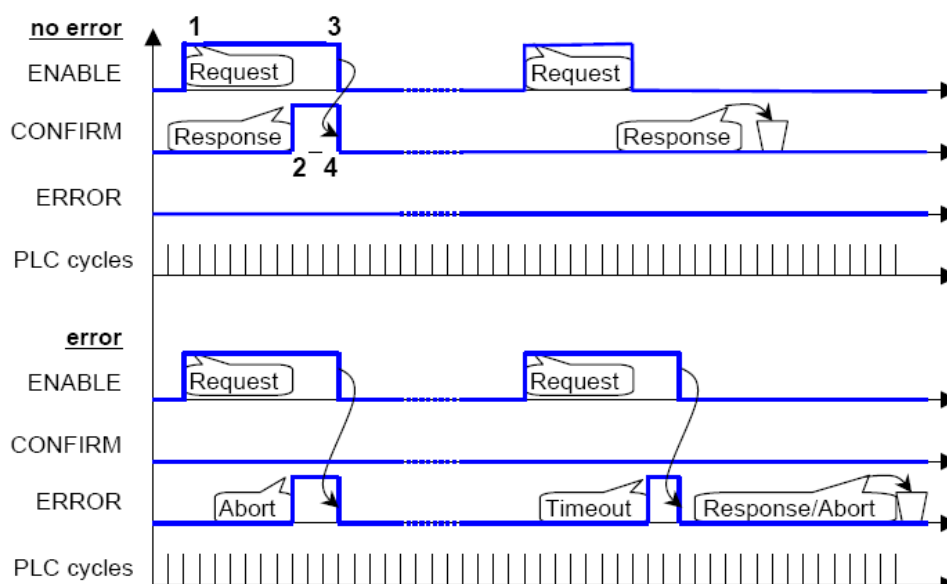 no error
1 3
ENABLE
Request Request
CONFIRM
Response Response
2 – 4
ERROR
PLC cycles
error
ENABLE
Request Request
CONFIRM
ERROR
Abort Timeout Response/Abort
PLC cycles